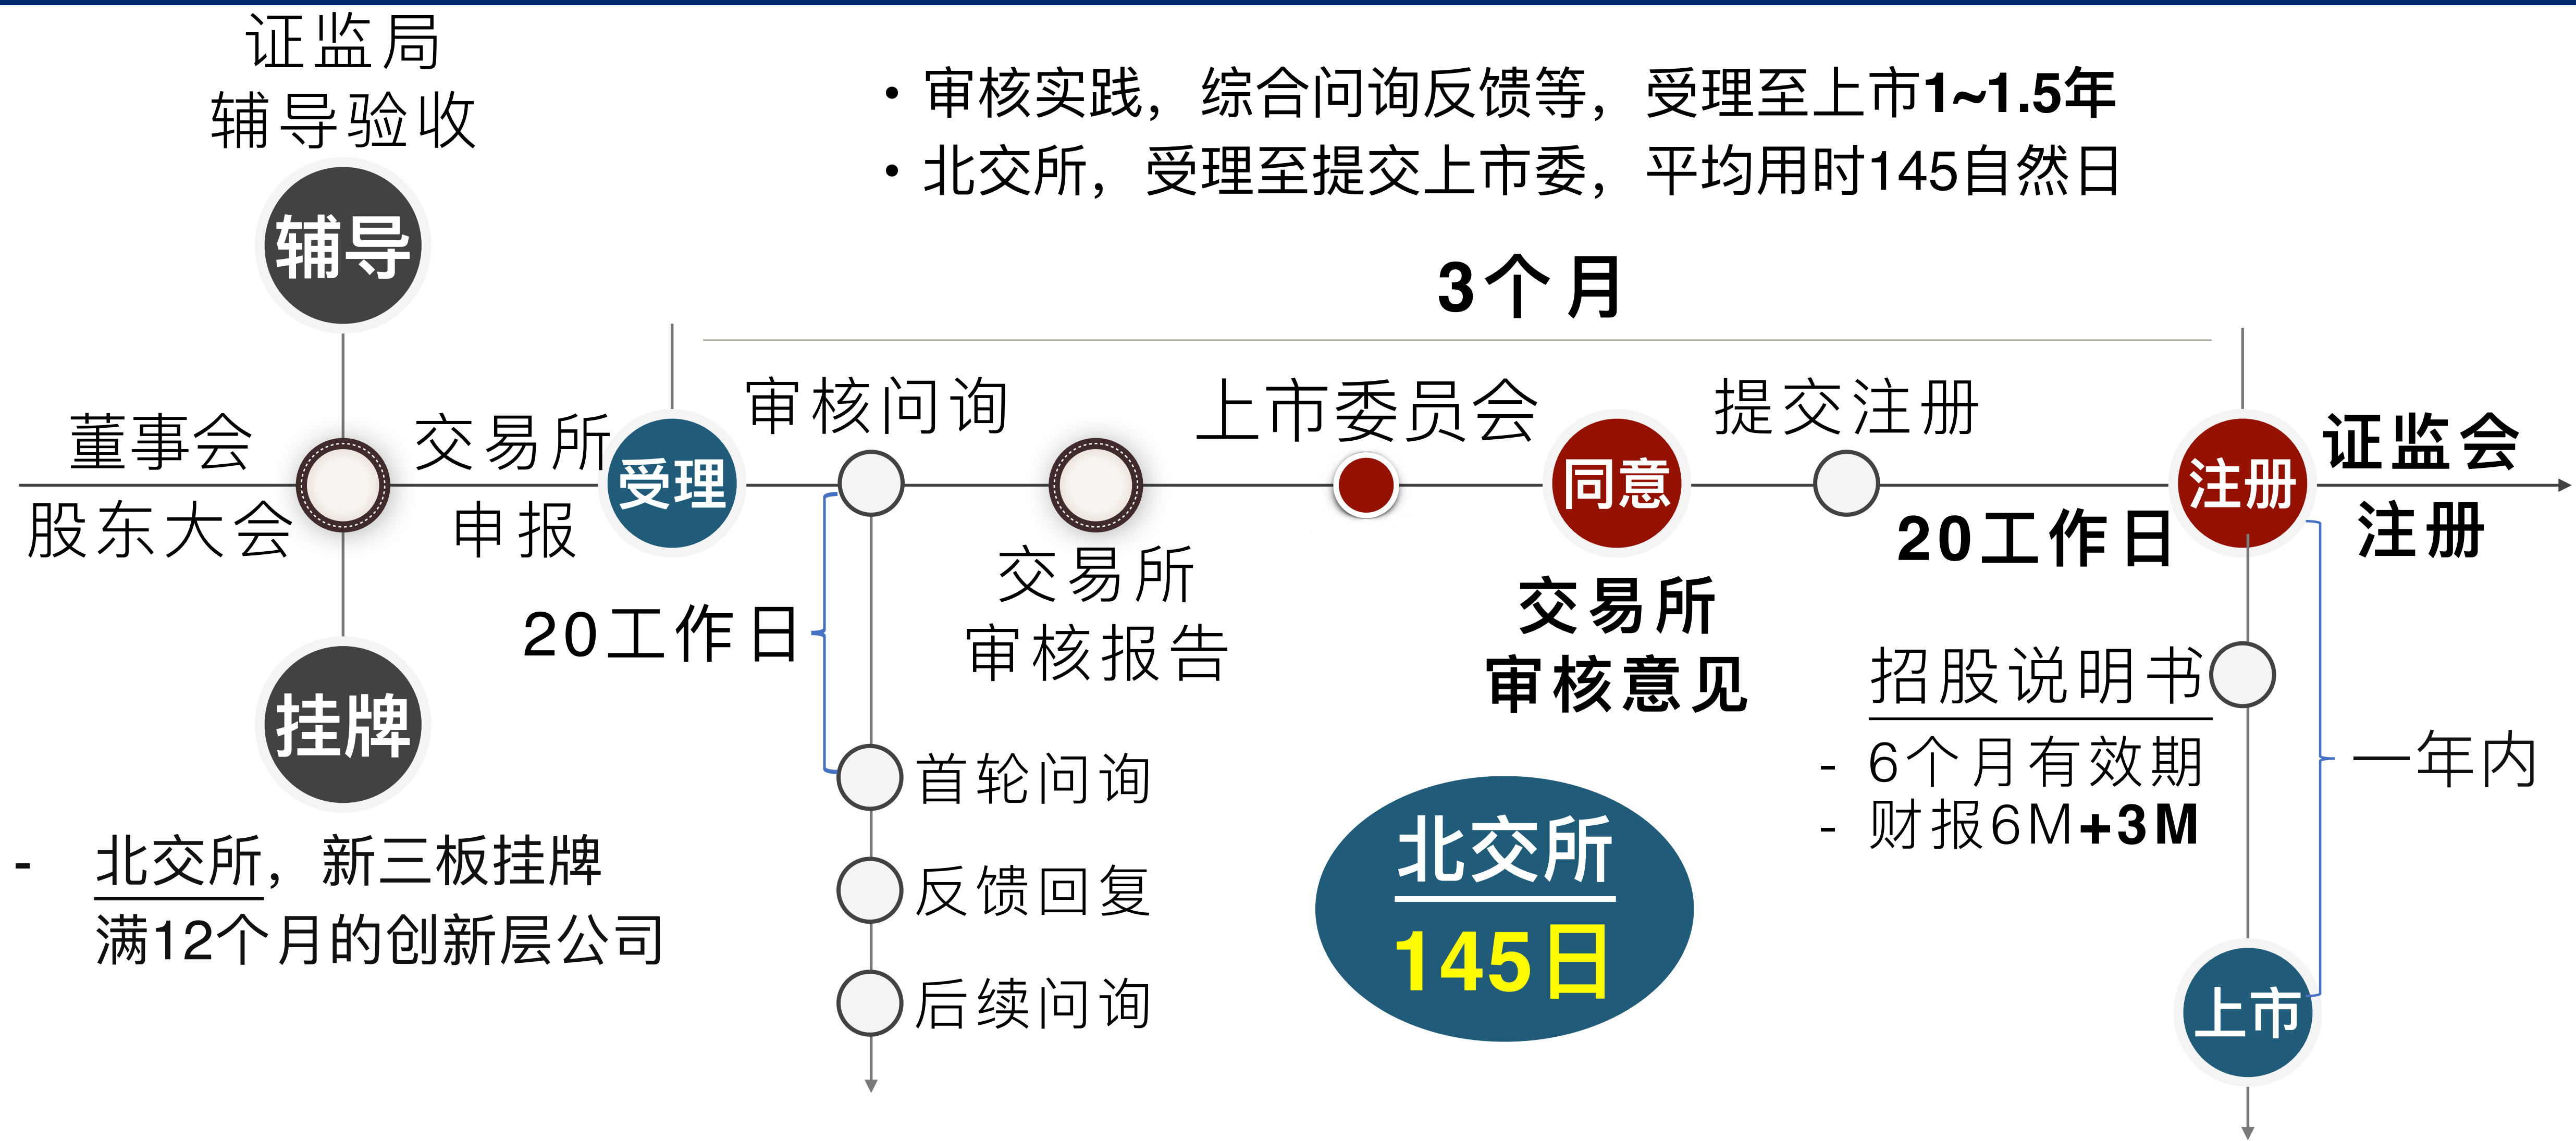 证监局
辅导验收
• 审核实践，综合问询反馈等，受理至上市1~1.5年
• 北交所，受理至提交上市委，平均用时145自然日
辅导
3个月
董事会
股东大会
交易所
申报
受理
审核问询
上市委员会
同意
提交注册
注册
证监会
注册
20工作日
20工作日
交易所
审核报告
交易所
审核意见
挂牌
- 北交所，新三板挂牌
满12个月的创新层公司
首轮问询
反馈回复
后续问询
北交所
145日
招股说明书
- 6个月有效期
- 财报6M+3M
一年内
上市